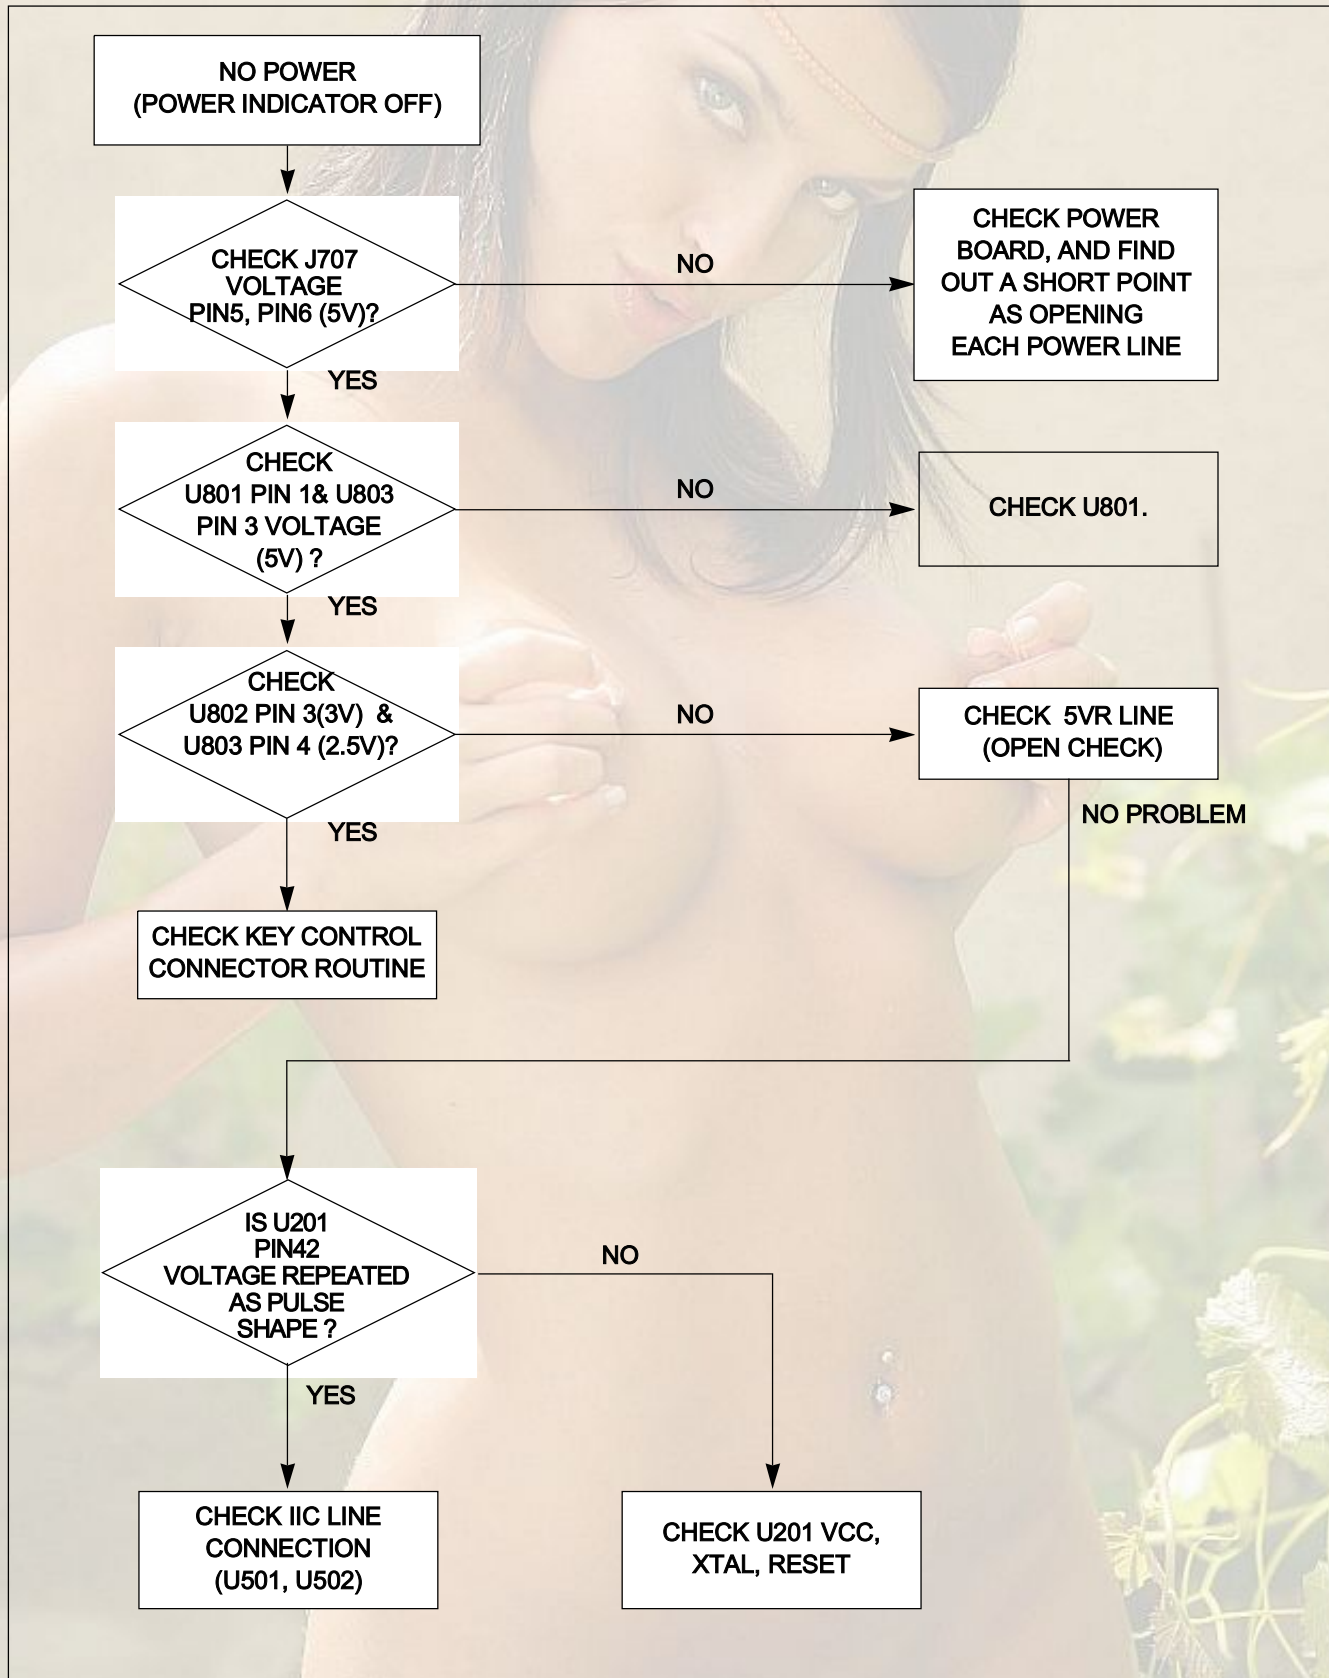 NO POWER
(POWER INDICATOR OFF)
CHECK J707
VOLTAGE
PIN5, PIN6 (5V)?
NO
CHECK POWER
BOARD, AND FIND
OUT A SHORT POINT
AS OPENING
EACH POWER LINE
YES
CHECK
U801 PIN 1& U803
PIN 3 VOLTAGE
(5V) ?
NO
CHECK U801.
YES
CHECK
U802 PIN 3(3V) &
U803 PIN 4 (2.5V)?
NO
CHECK 5VR LINE
(OPEN CHECK)
NO PROBLEM
YES
CHECK KEY CONTROL
CONNECTOR ROUTINE
IS U201
PIN42
VOLTAGE REPEATED
AS PULSE
SHAPE ?
NO
YES
CHECK IIC LINE
CONNECTION
(U501, U502)
CHECK U201 VCC,
XTAL, RESET